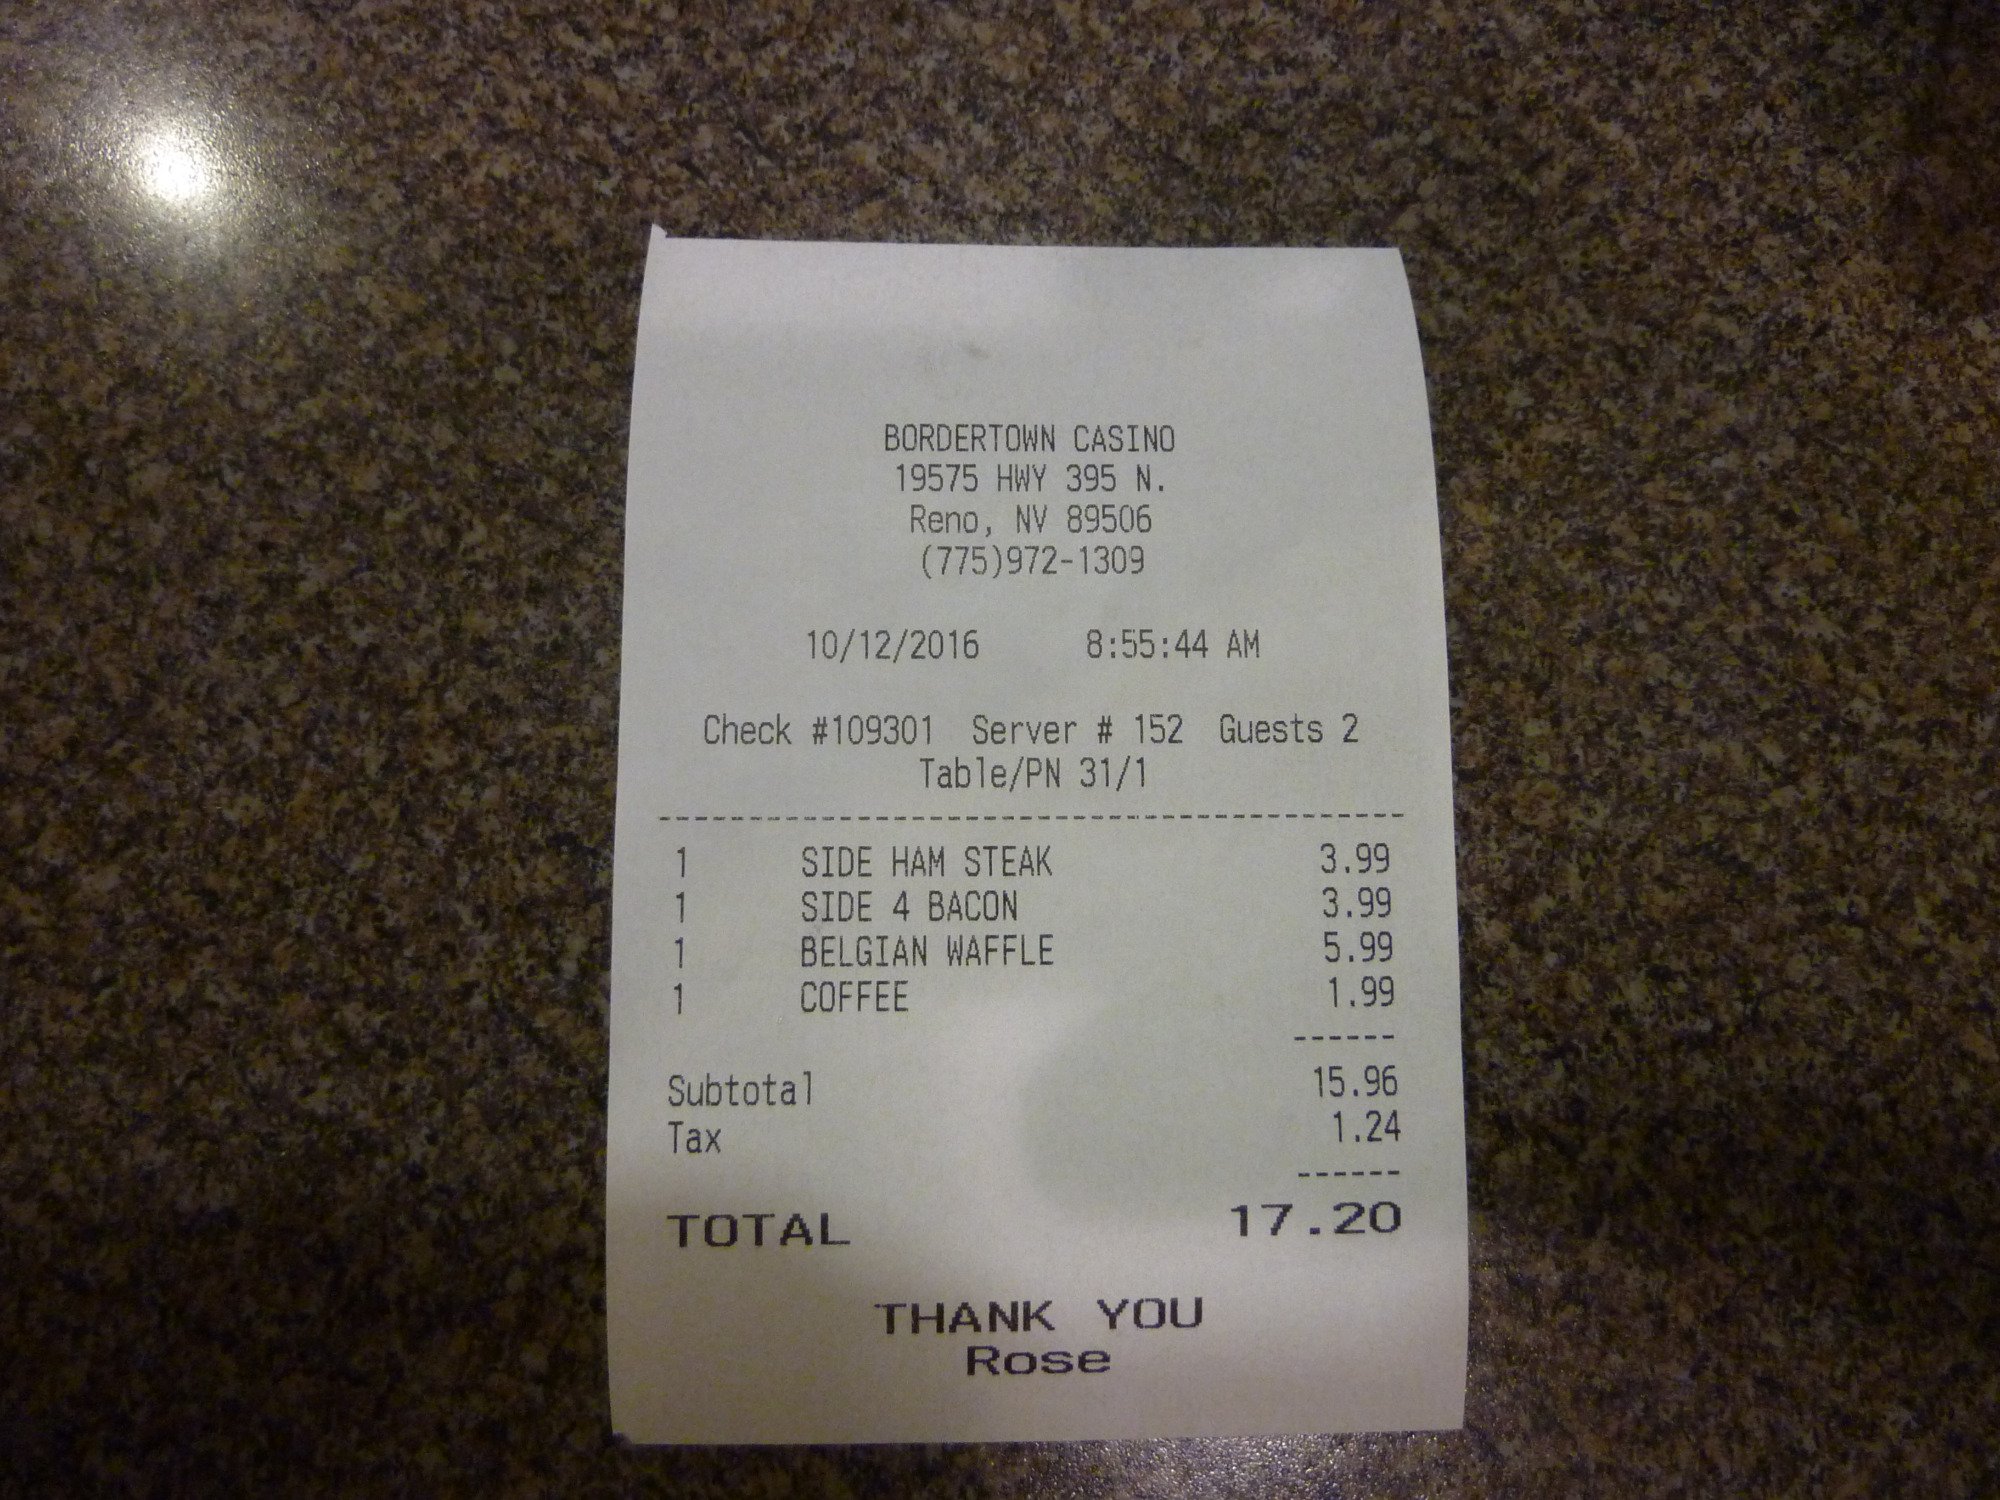 BORDERTOWN CASINO
19575 HWY 395 N.
Reno, NV 89506
(775)972-1309
10/12/2016 8:55:44 AM
Check #109301 Server # 152 Guests 2
Table/PN 31/1
1 SIDE HAM STEAK 3.99
1 SIDE 4 BACON 3.99
1 BELGIAN WAFFLE 5.99
1 COFFEE 1.99
Subtotal 15.96
Tax 1.24
TOTAL 17.20
THANK YOU
Rose